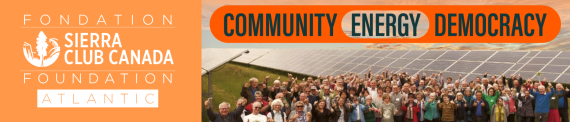 FONDATION
SIERRA
CLUB CANADA
FOUNDATION
ATLANTIC
COMMUNITY ENERGY DEMOCRACY